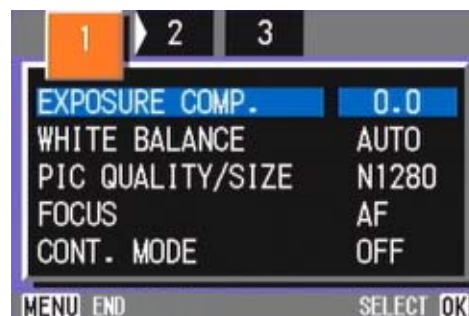 1 2 3
EXPOSURE COMP. 0.0
WHITE BALANCE AUTO
PIC QUALITY/SIZE N1280
FOCUS AF
CONT. MODE OFF
MENU END SELECT OK